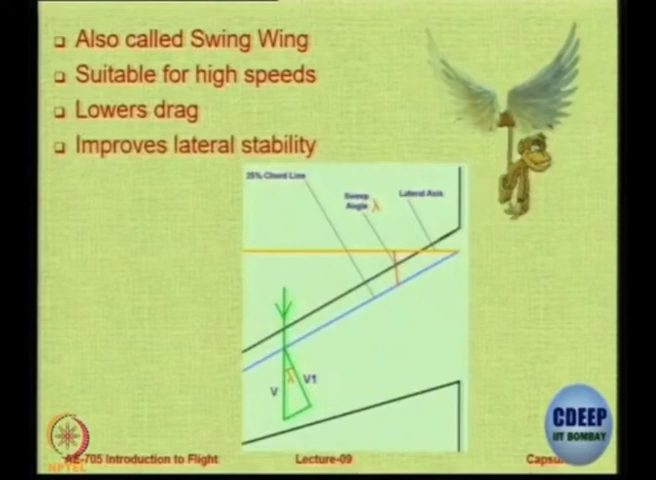 Also called Swing Wing
Suitable for high speeds
Lowers drag
Improves lateral stability
25% Chord Line
Sweep
Angle λ
Lateral Axis
λ
V1
V
CDEEP
IIT BOMBAY
NPTEL
AE-705 Introduction to Flight
Lecture-09